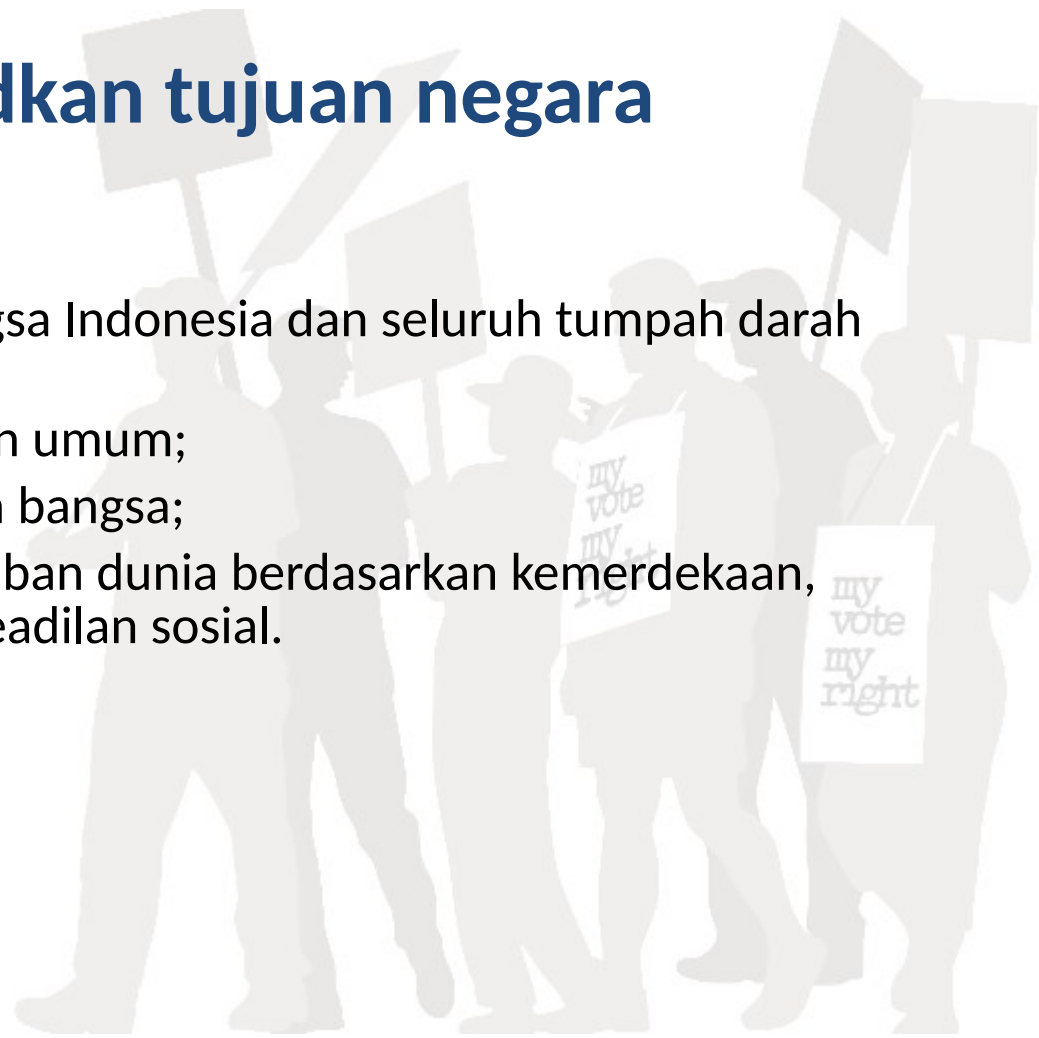 dkan tujuan negara
gsa Indonesia dan seluruh tumpah darah
n umum;
n bangsa;
ban dunia berdasarkan kemerdekaan,
eadilan sosial.
my
vote
my
right
my
vote
my
right